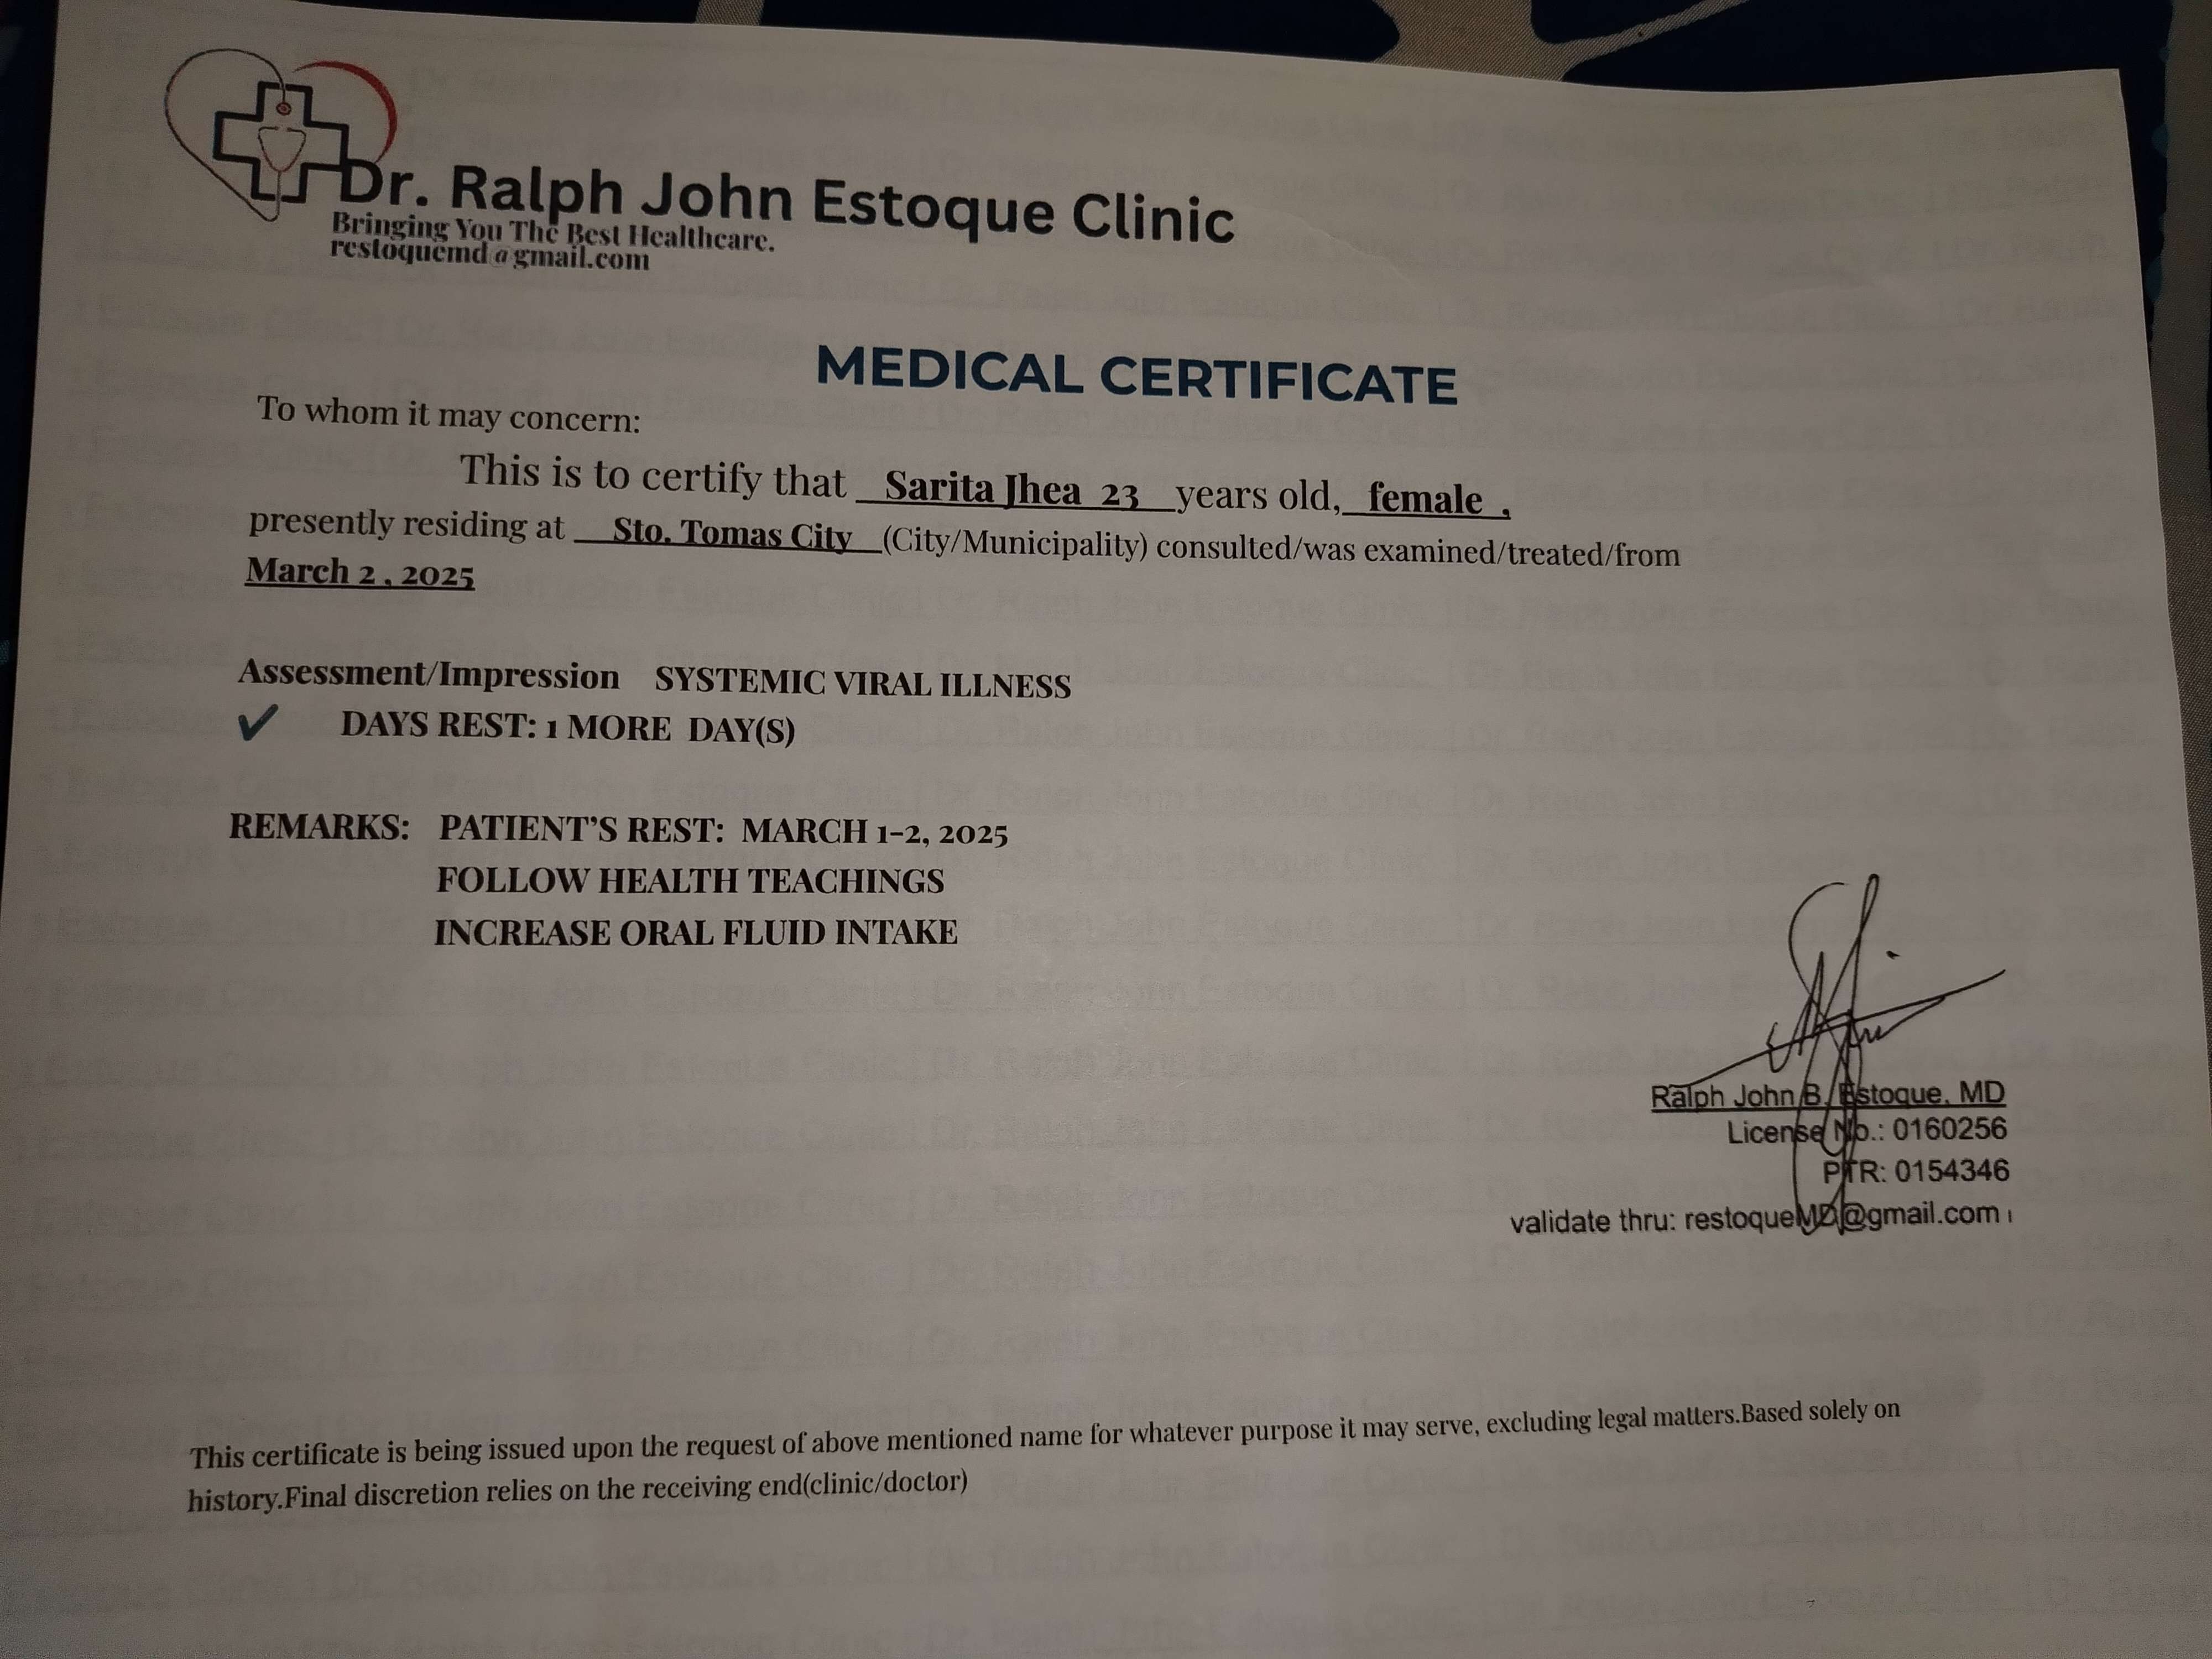 Dr. Ralph John Estoque Clinic
Bringing You The Best Healthcare.
restoquemd@gmail.com
MEDICAL CERTIFICATE
To whom it may concern:
This is to certify that Sarita Jhea 23 years old, female ,
presently residing at Sto. Tomas City (City/Municipality) consulted/was examined/treated/from
March 2 , 2025
Assessment/Impression SYSTEMIC VIRAL ILLNESS
✔ DAYS REST: 1 MORE DAY(S)
REMARKS: PATIENT'S REST: MARCH 1-2, 2025
FOLLOW HEALTH TEACHINGS
INCREASE ORAL FLUID INTAKE
Ralph John B. Estoque, MD
License No.: 0160256
PTR: 0154346
validate thru: restoqueMD@gmail.com
This certificate is being issued upon the request of above mentioned name for whatever purpose it may serve, excluding legal matters.Based solely on
history.Final discretion relies on the receiving end(clinic/doctor)